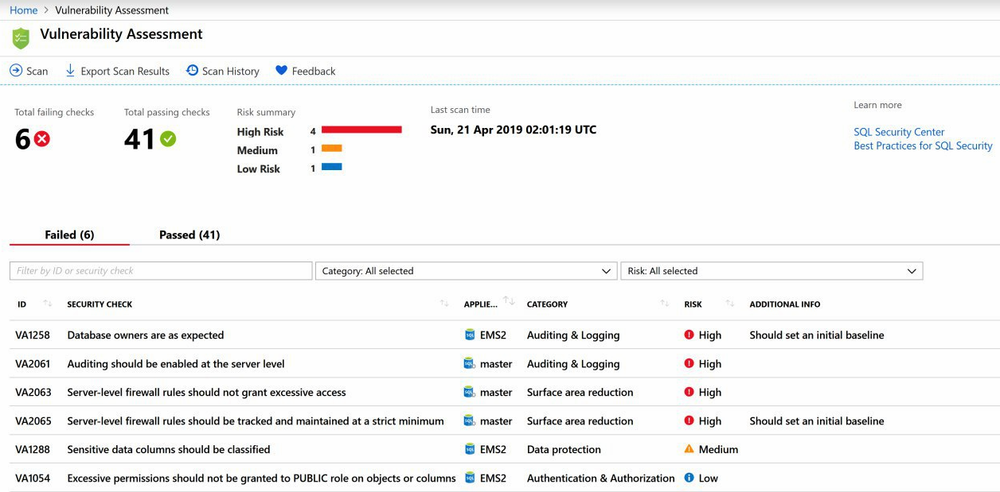 Home > Vulnerability Assessment
Vulnerability Assessment
Scan Export Scan Results Scan History Feedback
Total failing checks Total passing checks Risk summary Last scan time Learn more
6 41
High Risk 4
Medium 1
Low Risk 1
Sun, 21 Apr 2019 02:01:19 UTC
SQL Security Center
Best Practices for SQL Security
Failed (6) Passed (41)
Filter by ID or security check Category: All selected Risk: All selected
ID SECURITY CHECK APPLIE... CATEGORY RISK ADDITIONAL INFO
VA1258 Database owners are as expected SQL EMS2 Auditing & Logging High Should set an initial baseline
VA2061 Auditing should be enabled at the server level SQL master Auditing & Logging High
VA2063 Server-level firewall rules should not grant excessive access SQL master Surface area reduction High
VA2065 Server-level firewall rules should be tracked and maintained at a strict minimum SQL master Surface area reduction High Should set an initial baseline
VA1288 Sensitive data columns should be classified SQL EMS2 Data protection Medium
VA1054 Excessive permissions should not be granted to PUBLIC role on objects or columns SQL EMS2 Authentication & Authorization Low